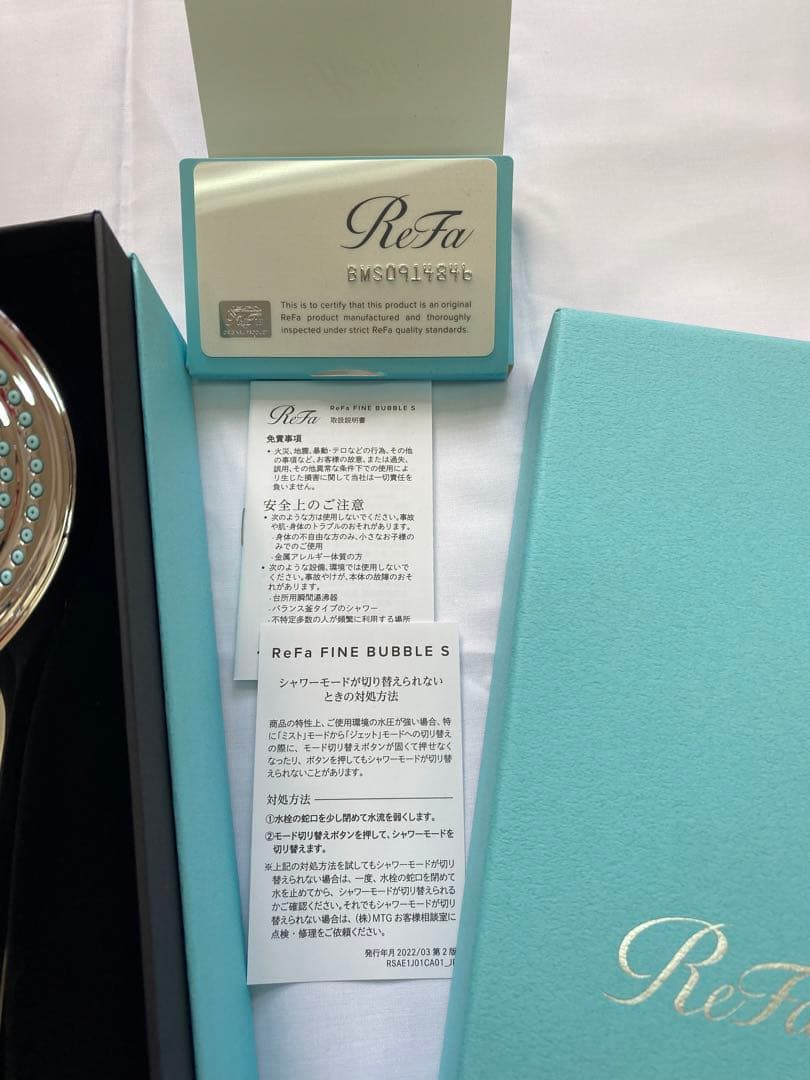 ReFa
BMS0914846
This is to certify that this product is an original
ReFa product manufactured and thoroughly
inspected under strict ReFa quality standards.
ReFa
ORIGINAL PRODUCT
ReFa
ReFa FINE BUBBLE S
取扱説明書
免責事項
• 火災、地震、暴動・テロなどの行為、その他
の事項など、お客様の故意、または過失、
誤用、その他異常な条件下での使用によ
り生じた損害に関して当社は一切責任を
負いません。
安全上のご注意
• 次のような方は使用しないでください。事故
や肌・身体のトラブルのおそれがあります。
- 身体の不自由な方のみ、小さなお子様の
みでのご使用
- 金属アレルギー体質の方
• 次のような設備、環境では使用しないで
ください。事故やけが、本体の故障のおそ
れがあります。
- 台所用瞬間湯沸器
- バランス釜タイプのシャワー
- 不特定多数の人が頻繁に利用する場所
ReFa FINE BUBBLE S
シャワーモードが切り替えられない
ときの対処方法
商品の特性上、ご使用環境の水圧が強い場合、特
に「ミスト」モードから「ジェット」モードへの切り替え
の際に、モード切り替えボタンが固くて押せなく
なったり、ボタンを押してもシャワーモードが切り替
えられないことがあります。
対処方法
①水栓の蛇口を少し閉めて水流を弱くします。
②モード切り替えボタンを押して、シャワーモードを
切り替えます。
※上記の対処方法を試してもシャワーモードが切り
替えられない場合は、一度、水栓の蛇口を閉めて
水を止めてから、シャワーモードが切り替えられる
かご確認ください。それでもシャワーモードが切り
替えられない場合は、(株)MTGお客様相談室に
点検・修理をご依頼ください。
発行年月 2022/03 第2版
RSAE1J01CA01_JP
ReFa